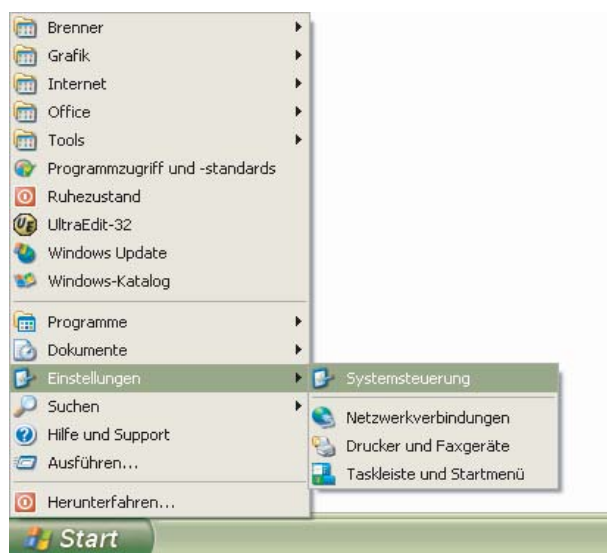 Brenner
Grafik
Internet
Office
Tools
Programmzugriff und -standards
Ruhezustand
UE
UltraEdit-32
Windows Update
Windows-Katalog
Programme
Dokumente
Einstellungen
Suchen
Hilfe und Support
Ausführen...
Herunterfahren...
Systemsteuerung
Netzwerkverbindungen
Drucker und Faxgeräte
Taskleiste und Startmenü
Start